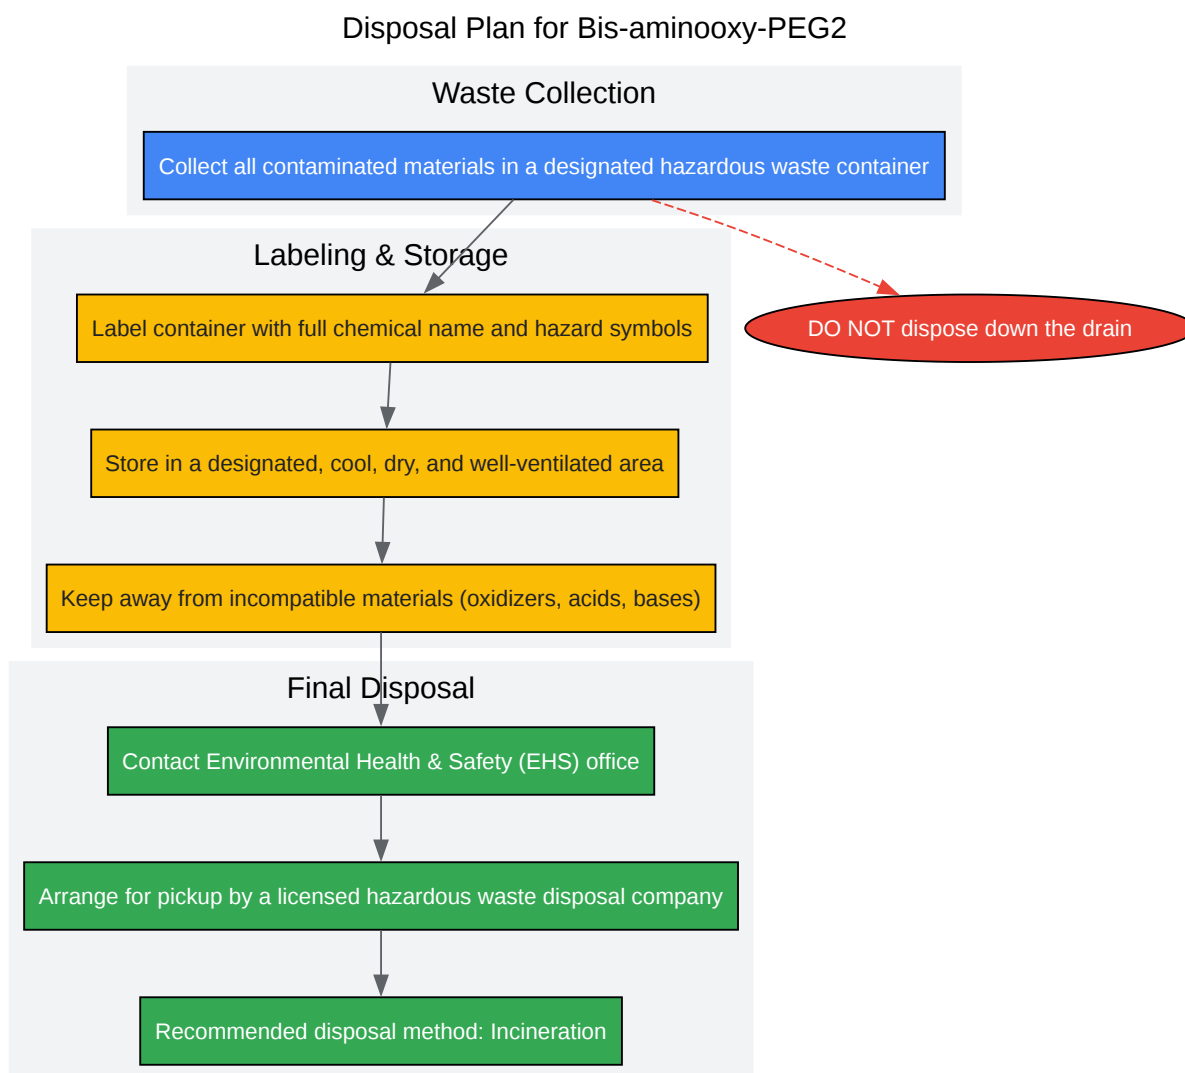 Disposal Plan for Bis-aminooxy-PEG2
Waste Collection
Collect all contaminated materials in a designated hazardous waste container
Labeling & Storage
Label container with full chemical name and hazard symbols
DO NOT dispose down the drain
Store in a designated, cool, dry, and well-ventilated area
Keep away from incompatible materials (oxidizers, acids, bases)
Final Disposal
Contact Environmental Health & Safety (EHS) office
Arrange for pickup by a licensed hazardous waste disposal company
Recommended disposal method: Incineration